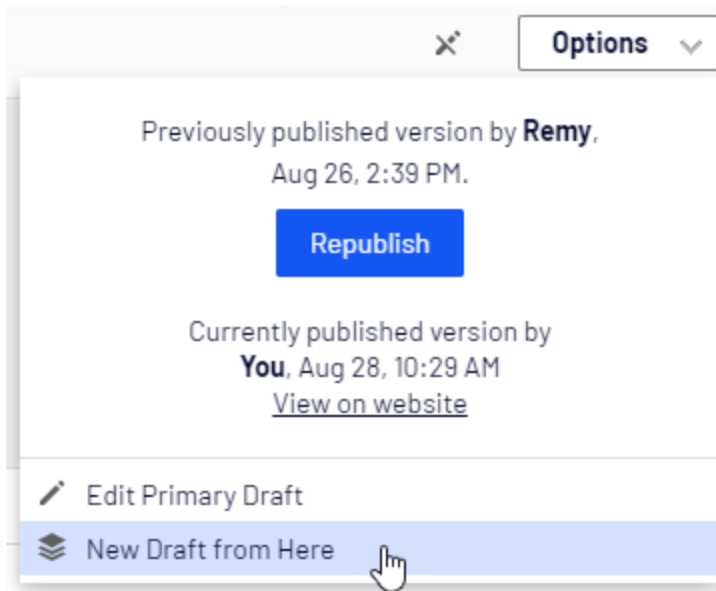 Options
Previously published version by Remy,
Aug 26, 2:39 PM.
Republish
Currently published version by
You, Aug 28, 10:29 AM
View on website
Edit Primary Draft
New Draft from Here